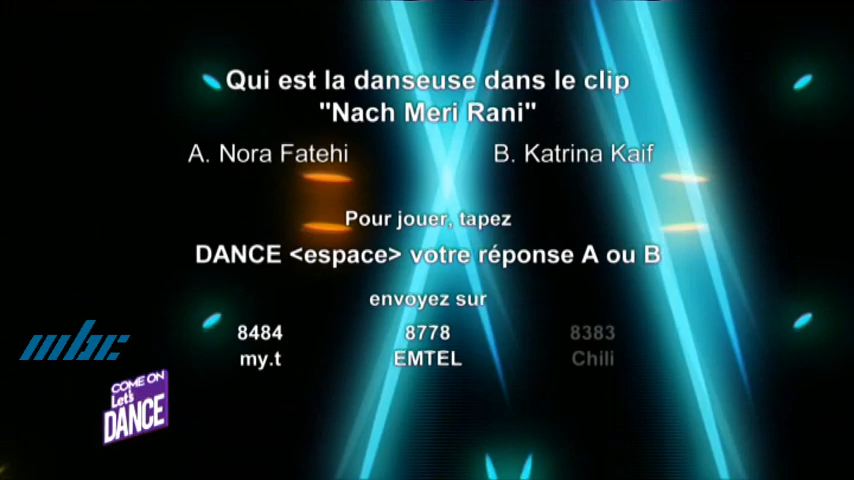 Qui est la danseuse dans le clip
"Nach Meri Rani"
A. Nora Fatehi B. Katrina Kaif
Pour jouer, tapez
DANCE <espace> votre réponse A ou B
envoyez sur
8484 8778 8383
my.t EMTEL Chili
mbc
COME ON
Let's
DANCE